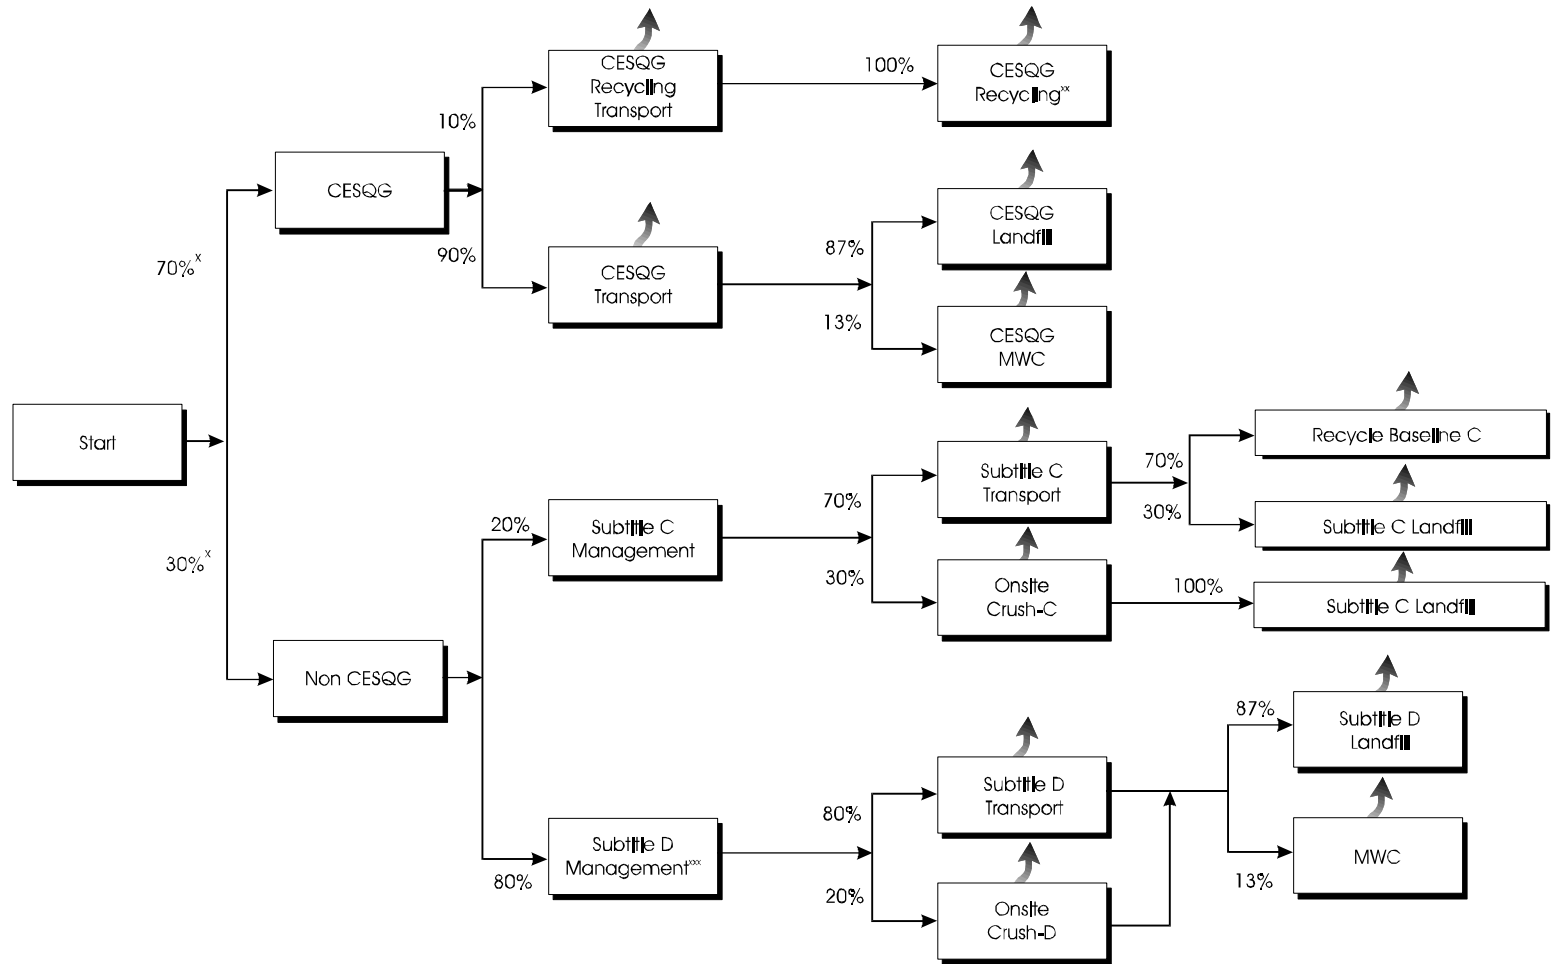 CESQG
Recycling
Transport
100%
CESQG
Recycling xx
10%
CESQG
70% x
90%
CESQG
Transport
87%
CESQG
Landfill
13%
CESQG
MWC
Start
30% x
Non CESQG
20%
Subtitle C
Management
70%
Subtitle C
Transport
70%
Recycle Baseline C
30%
Subtitle C Landfill
30%
Onsite
Crush-C
100%
Subtitle C Landfill
80%
Subtitle D
Management xxx
80%
Subtitle D
Transport
20%
Onsite
Crush-D
87%
Subtitle D
Landfill
13%
MWC